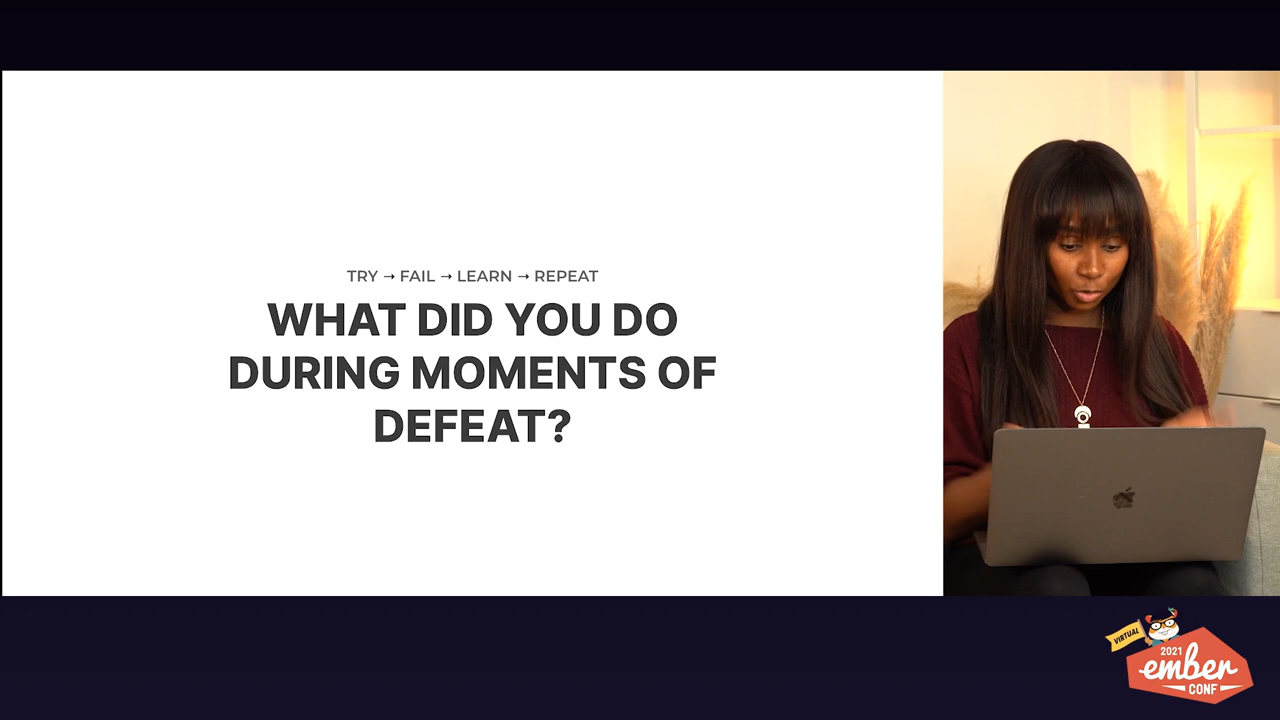 TRY → FAIL → LEARN → REPEAT
WHAT DID YOU DO
DURING MOMENTS OF
DEFEAT?
VIRTUAL
2021
ember
CONF